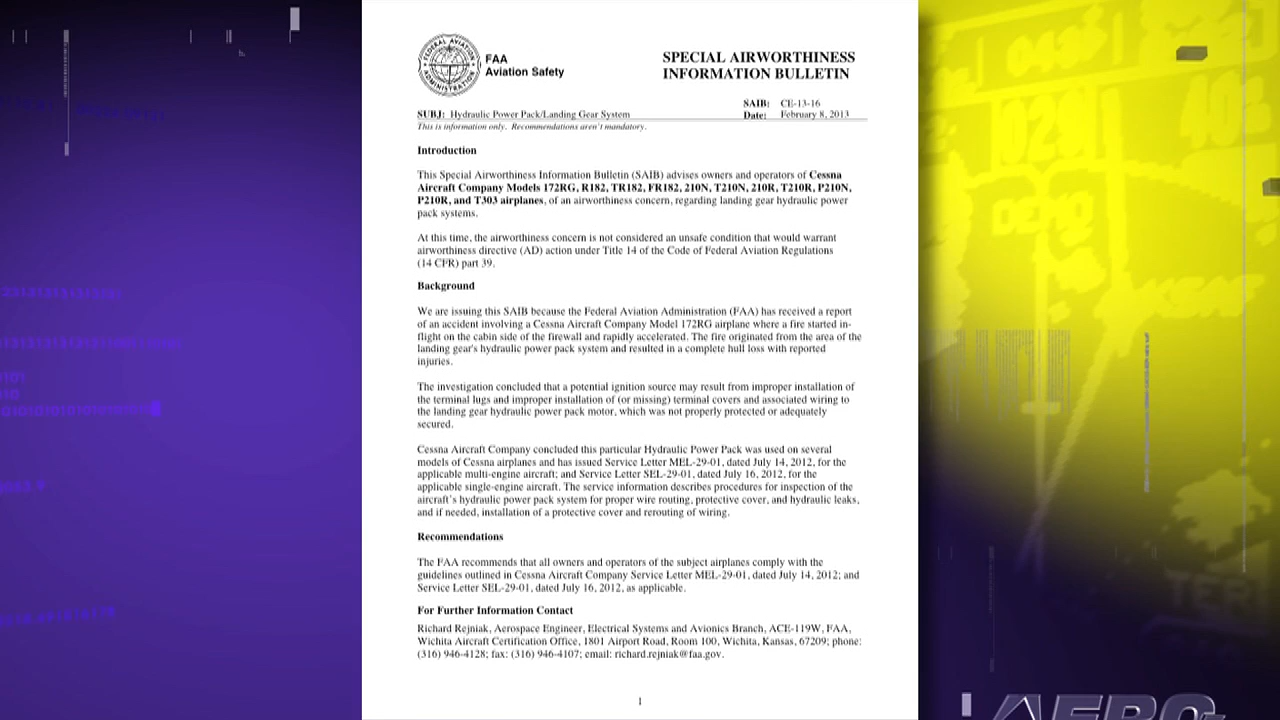 FEDERAL AVIATION
ADMINISTRATION
FAA
Aviation Safety
SPECIAL AIRWORTHINESS
INFORMATION BULLETIN
SAIB: CE-13-16
SUBJ: Hydraulic Power Pack/Landing Gear System
Date: February 8, 2013
This is information only. Recommendations aren't mandatory.
Introduction
This Special Airworthiness Information Bulletin (SAIB) advises owners and operators of Cessna
Aircraft Company Models 172RG, R182, TR182, FR182, 210N, T210N, 210R, T210R, P210N,
P210R, and T303 airplanes, of an airworthiness concern, regarding landing gear hydraulic power
pack systems.
At this time, the airworthiness concern is not considered an unsafe condition that would warrant
airworthiness directive (AD) action under Title 14 of the Code of Federal Aviation Regulations
(14 CFR) part 39.
Background
We are issuing this SAIB because the Federal Aviation Administration (FAA) has received a report
of an accident involving a Cessna Aircraft Company Model 172RG airplane where a fire started in-
flight on the cabin side of the firewall and rapidly accelerated. The fire originated from the area of the
landing gear's hydraulic power pack system and resulted in a complete hull loss with reported
injuries.
The investigation concluded that a potential ignition source may result from improper installation of
the terminal lugs and improper installation of (or missing) terminal covers and associated wiring to
the landing gear hydraulic power pack motor, which was not properly protected or adequately
secured.
Cessna Aircraft Company concluded this particular Hydraulic Power Pack was used on several
models of Cessna airplanes and has issued Service Letter MEL-29-01, dated July 14, 2012, for the
applicable multi-engine aircraft; and Service Letter SEL-29-01, dated July 16, 2012, for the
applicable single-engine aircraft. The service information describes procedures for inspection of the
aircraft's hydraulic power pack system for proper wire routing, protective cover, and hydraulic leaks,
and if needed, installation of a protective cover and rerouting of wiring.
Recommendations
The FAA recommends that all owners and operators of the subject airplanes comply with the
guidelines outlined in Cessna Aircraft Company Service Letter MEL-29-01, dated July 14, 2012; and
Service Letter SEL-29-01, dated July 16, 2012, as applicable.
For Further Information Contact
Richard Rejniak, Aerospace Engineer, Electrical Systems and Avionics Branch, ACE-119W, FAA,
Wichita Aircraft Certification Office, 1801 Airport Road, Room 100, Wichita, Kansas, 67209; phone:
(316) 946-4128; fax: (316) 946-4107; email: richard.rejniak@faa.gov.
1
1029
DEMO
AERO